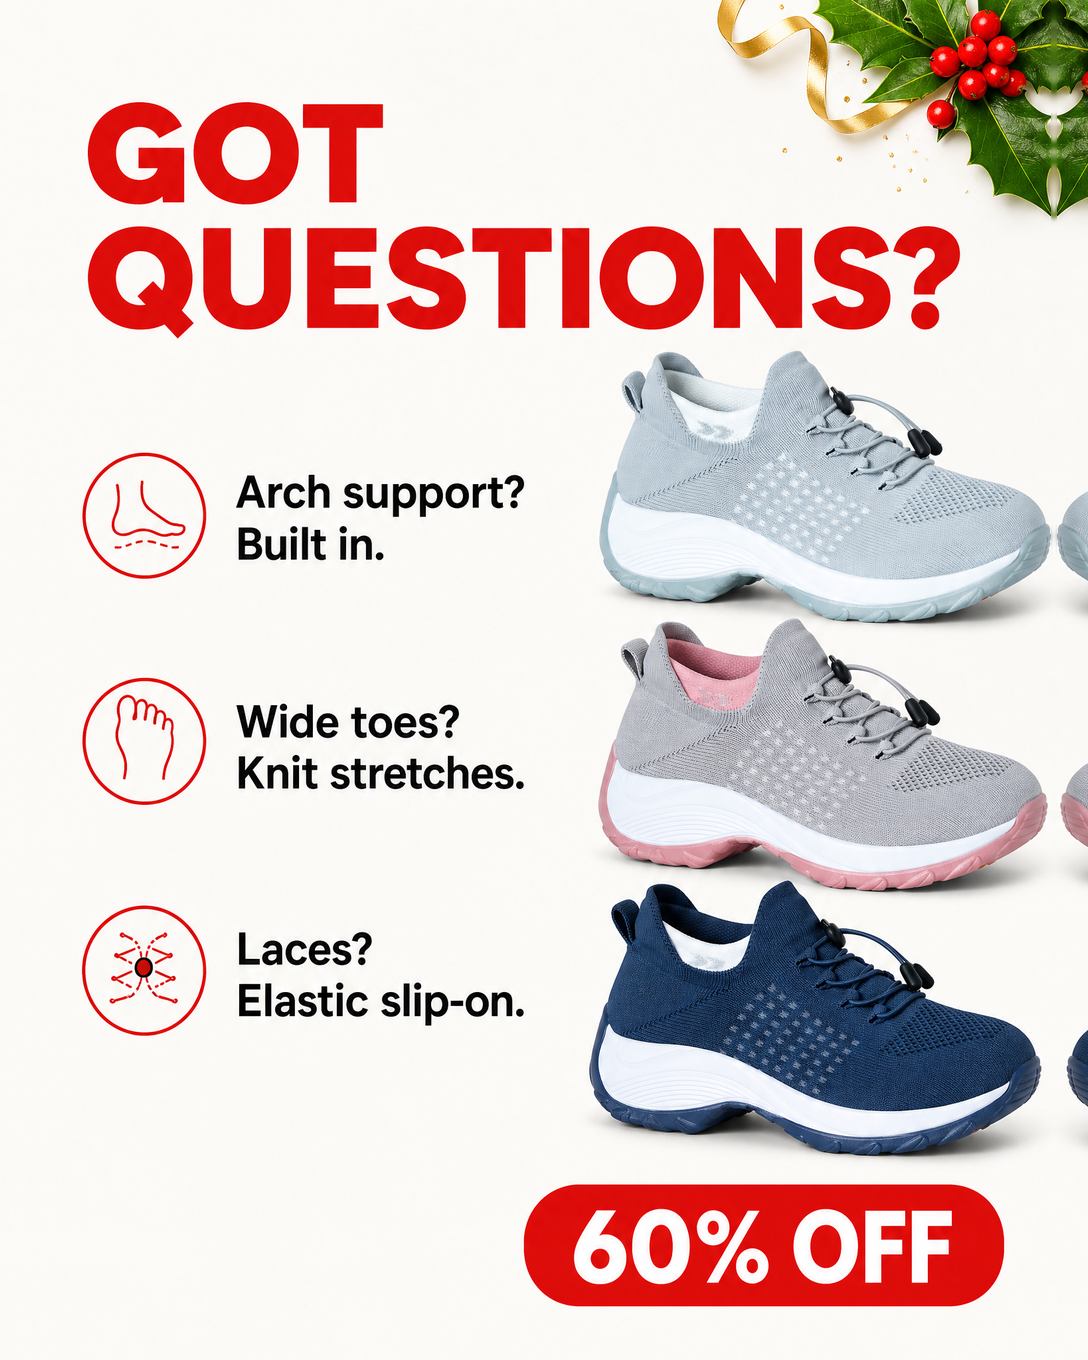 GOT
QUESTIONS?
Arch support?
Built in.
Wide toes?
Knit stretches.
Laces?
Elastic slip-on.
60% OFF